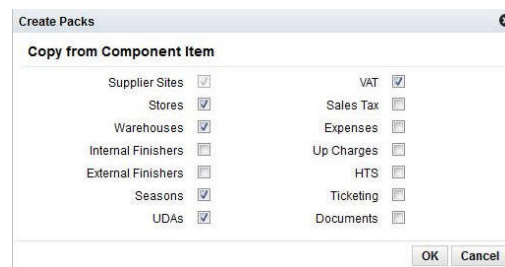 Create Packs
Copy from Component Item
Supplier Sites VAT
Stores Sales Tax
Warehouses Expenses
Internal Finishers Up Charges
External Finishers HTS
Seasons Ticketing
UDAs Documents
OK Cancel